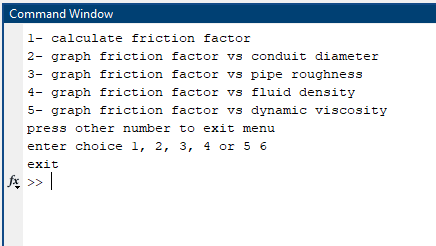 Command Window
1- calculate friction factor
2- graph friction factor vs conduit diameter
3- graph friction factor vs pipe roughness
4- graph friction factor vs fluid density
5- graph friction factor vs dynamic viscosity
press other number to exit menu
enter choice 1, 2, 3, 4 or 5 6
exit
fx >>